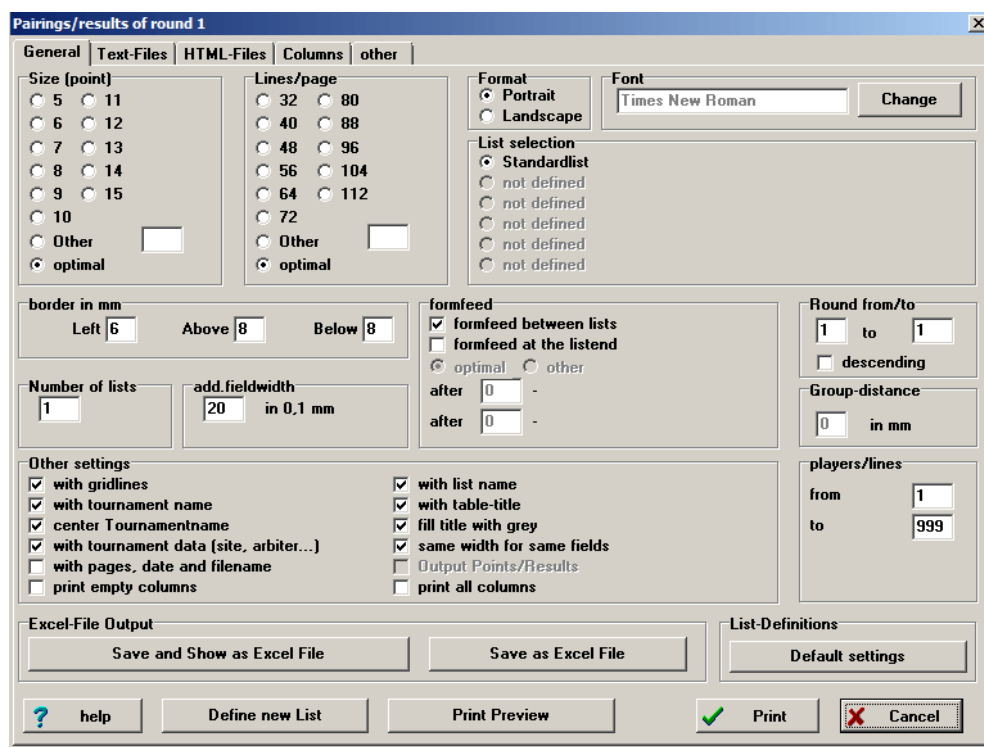 Pairings/results of round 1
General Text-Files HTML-Files Columns other
Size (point)
5 11
6 12
7 13
8 14
9 15
10
Other
optimal
Lines/page
32 80
40 88
48 96
56 104
64 112
72
Other
optimal
Format
Portrait
Landscape
Font
Times New Roman Change
List selection
Standardlist
not defined
not defined
not defined
not defined
not defined
border in mm
Left 6 Above 8 Below 8
Number of lists
1
add.fieldwidth
20 in 0,1 mm
formfeed
formfeed between lists
formfeed at the listend
optimal other
after 0 -
after 0 -
Round from/to
1 to 1
descending
Group-distance
0 in mm
Other settings
with gridlines
with tournament name
center Tournamentname
with tournament data (site, arbiter...)
with pages, date and filename
print empty columns
with list name
with table-title
fill title with grey
same width for same fields
Output Points/Results
print all columns
players/lines
from 1
to 999
Excel-File Output
Save and Show as Excel File Save as Excel File
List-Definitions
Default settings
? help Define new List Print Preview Print Cancel